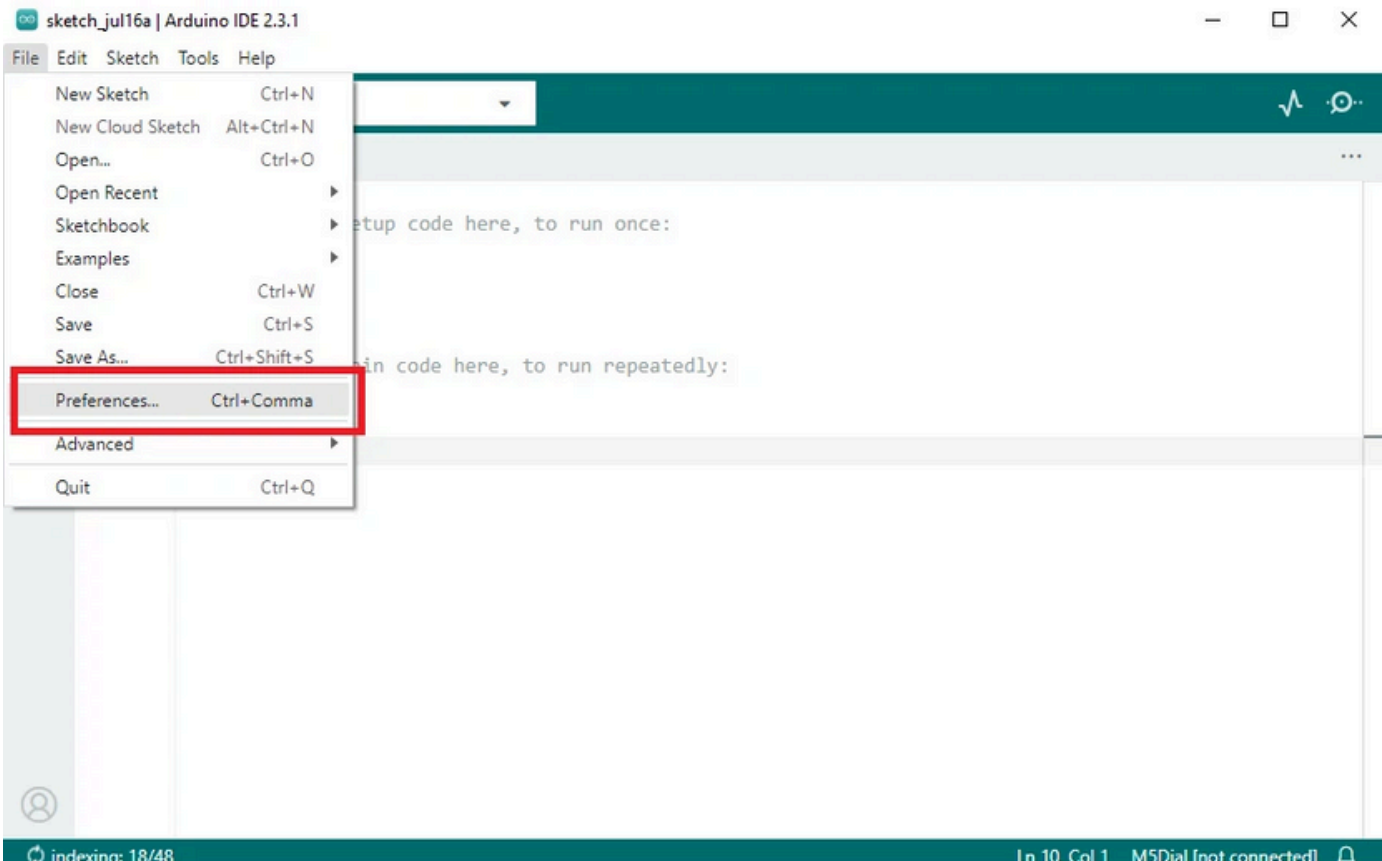 sketch_jul16a | Arduino IDE 2.3.1
File Edit Sketch Tools Help
New Sketch Ctrl+N
New Cloud Sketch Alt+Ctrl+N
Open... Ctrl+O
Open Recent
Sketchbook
etup code here, to run once:
Examples
Close Ctrl+W
Save Ctrl+S
Save As... Ctrl+Shift+S
in code here, to run repeatedly:
Preferences... Ctrl+Comma
Advanced
Quit Ctrl+Q
indexing: 18/48 Ln 10, Col 1 M5Dial [not connected]